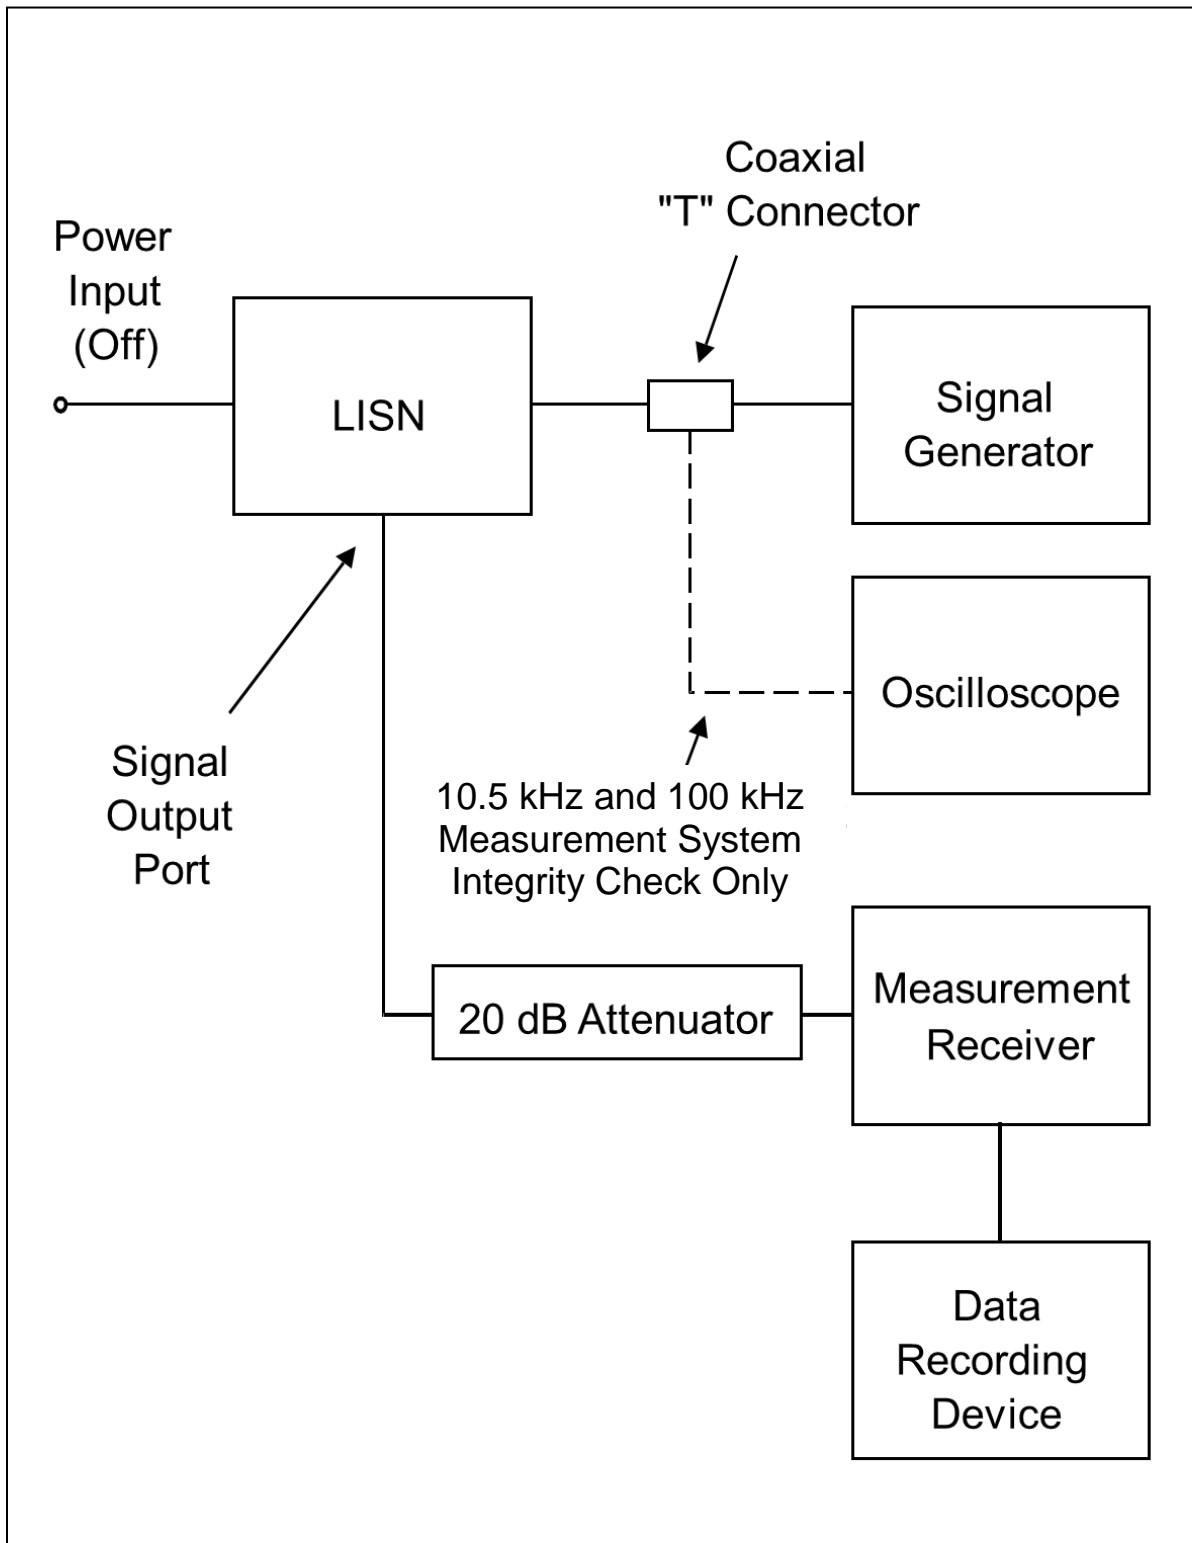 Coaxial
"T" Connector
Power
Input
(Off)
LISN
Signal
Generator
Signal
Output
Port
Oscilloscope
10.5 kHz and 100 kHz
Measurement System
Integrity Check Only
20 dB Attenuator
Measurement
Receiver
Data
Recording
Device